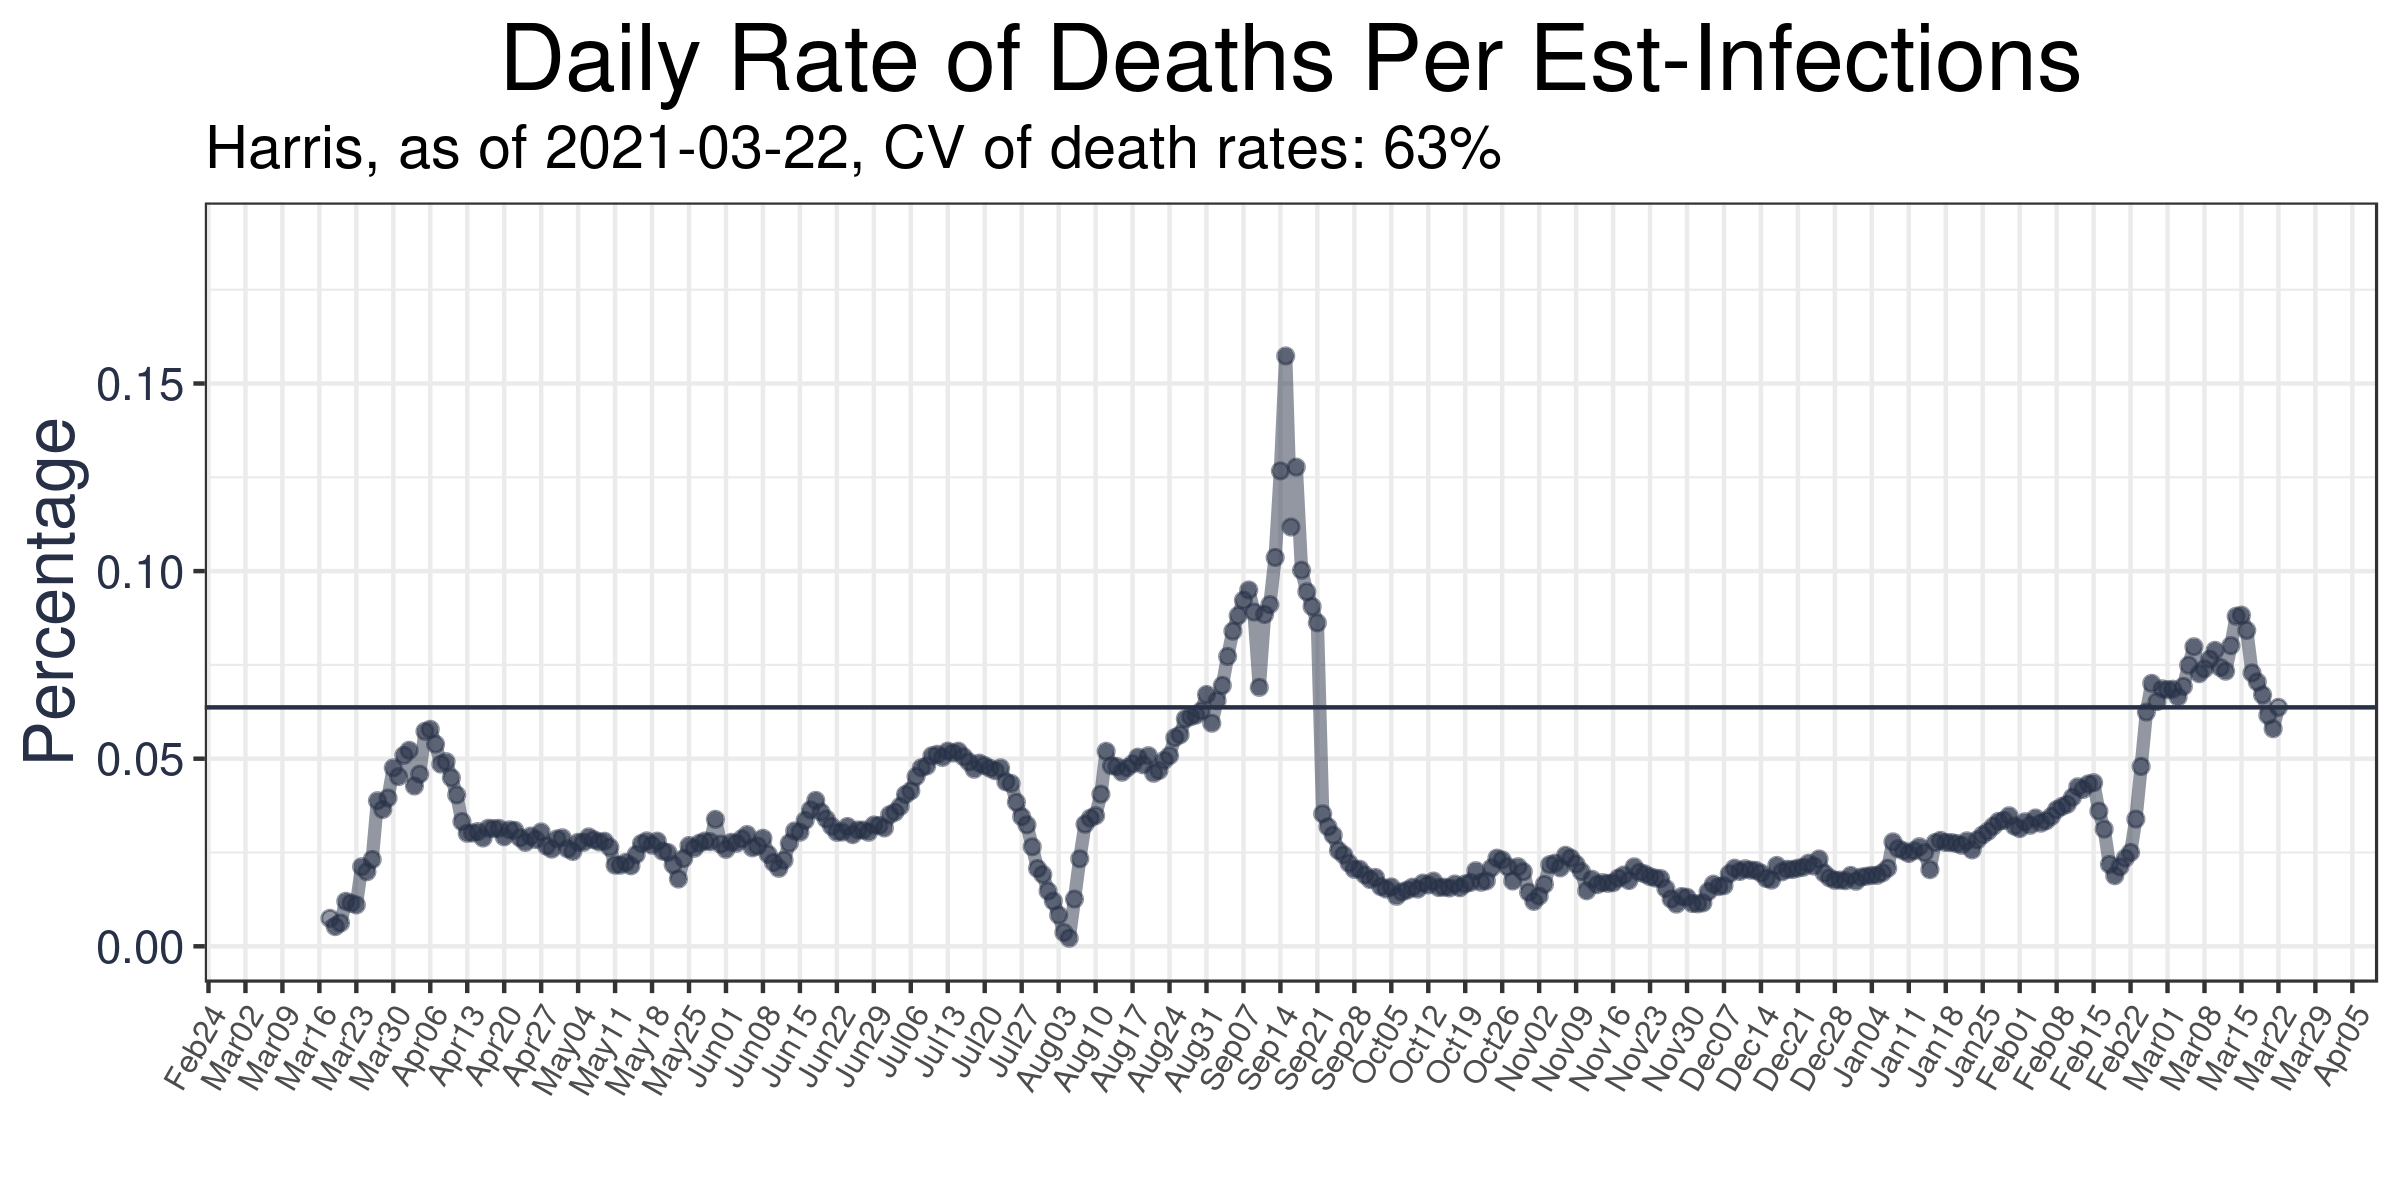 Daily Rate of Deaths Per Est-Infections
Harris, as of 2021-03-22, CV of death rates: 63%
Percentage
0.15
0.10
0.05
0.00
Feb24
Mar02
Mar09
Mar16
Mar23
Mar30
Apr06
Apr13
Apr20
Apr27
May04
May11
May18
May25
Jun01
Jun08
Jun15
Jun22
Jun29
Jul06
Jul13
Jul20
Jul27
Aug03
Aug10
Aug17
Aug24
Aug31
Sep07
Sep14
Sep21
Sep28
Oct05
Oct12
Oct19
Oct26
Nov02
Nov09
Nov16
Nov23
Nov30
Dec07
Dec14
Dec21
Dec28
Jan04
Jan11
Jan18
Jan25
Feb01
Feb08
Feb15
Feb22
Mar01
Mar08
Mar15
Mar22
Mar29
Apr05